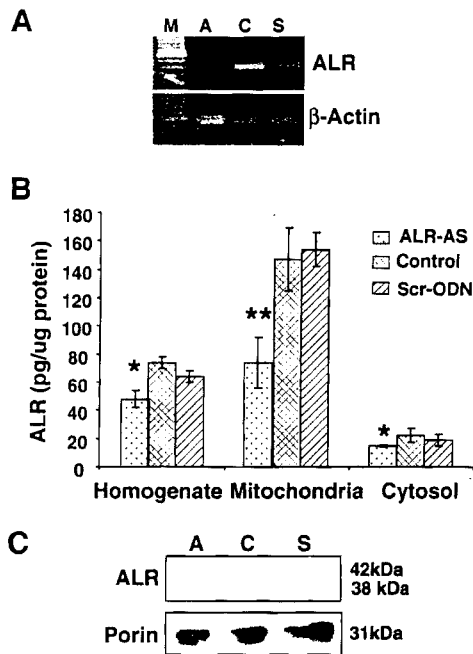 A
M A C S
ALR
β-Actin
B
ALR (pg/ug protein)
180
160
140
120
100
80
60
40
20
0
*
**
*
ALR-AS
Control
Scr-ODN
Homogenate Mitochondria Cytosol
C
A C S
ALR
42kDa
38 kDa
Porin
31kDa